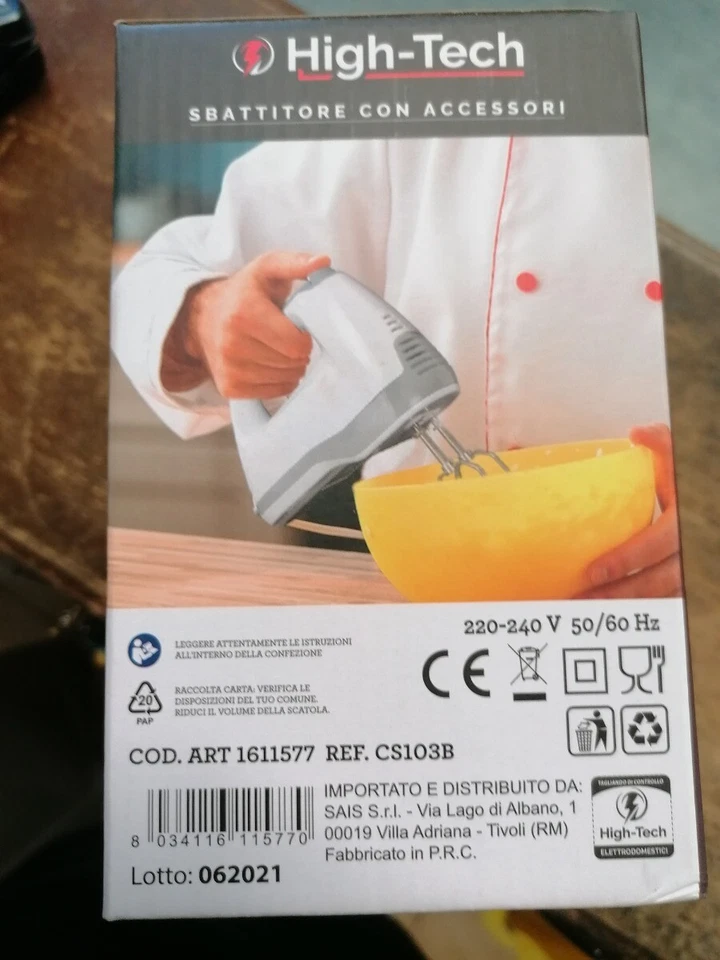 High-Tech
SBATTITORE CON ACCESSORI
220-240 V 50/60 Hz
LEGGERE ATTENTAMENTE LE ISTRUZIONI
ALL'INTERNO DELLA CONFEZIONE
CE
20
PAP
RACCOLTA CARTA: VERIFICA LE
DISPOSIZIONI DEL TUO COMUNE.
RIDUCI IL VOLUME DELLA SCATOLA.
COD. ART 1611577 REF. CS103B
8 034116 115770
IMPORTATO E DISTRIBUITO DA:
SAIS S.r.l. - Via Lago di Albano, 1
00019 Villa Adriana - Tivoli (RM)
Fabbricato in P.R.C.
TAGLIANDO DI CONTROLLO
High-Tech
ELETTRODOMESTICI
Lotto: 062021